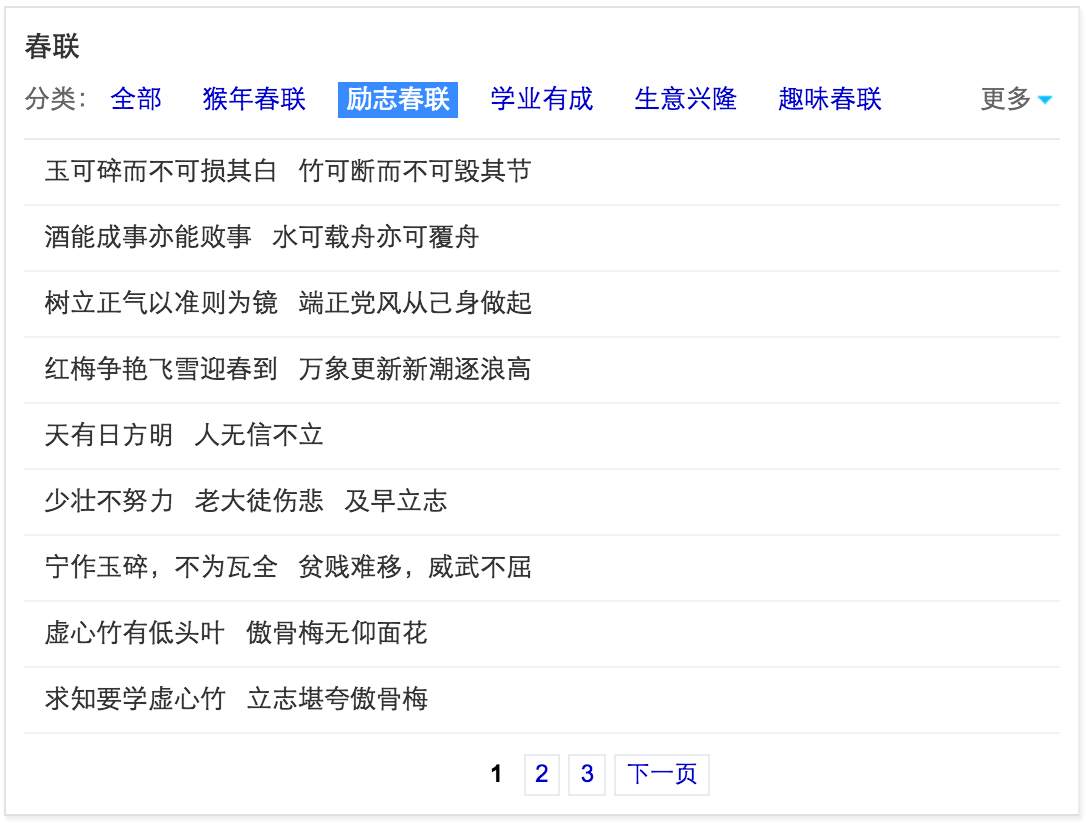 春联
分类： 全部 猴年春联 励志春联 学业有成 生意兴隆 趣味春联 更多
玉可碎而不可损其白 竹可断而不可毁其节
酒能成事亦能败事 水可载舟亦可覆舟
树立正气以准则为镜 端正党风从己身做起
红梅争艳飞雪迎春到 万象更新新潮逐浪高
天有日方明 人无信不立
少壮不努力 老大徒伤悲 及早立志
宁作玉碎，不为瓦全 贫贱难移，威武不屈
虚心竹有低头叶 傲骨梅无仰面花
求知要学虚心竹 立志堪夸傲骨梅
1 2 3 下一页